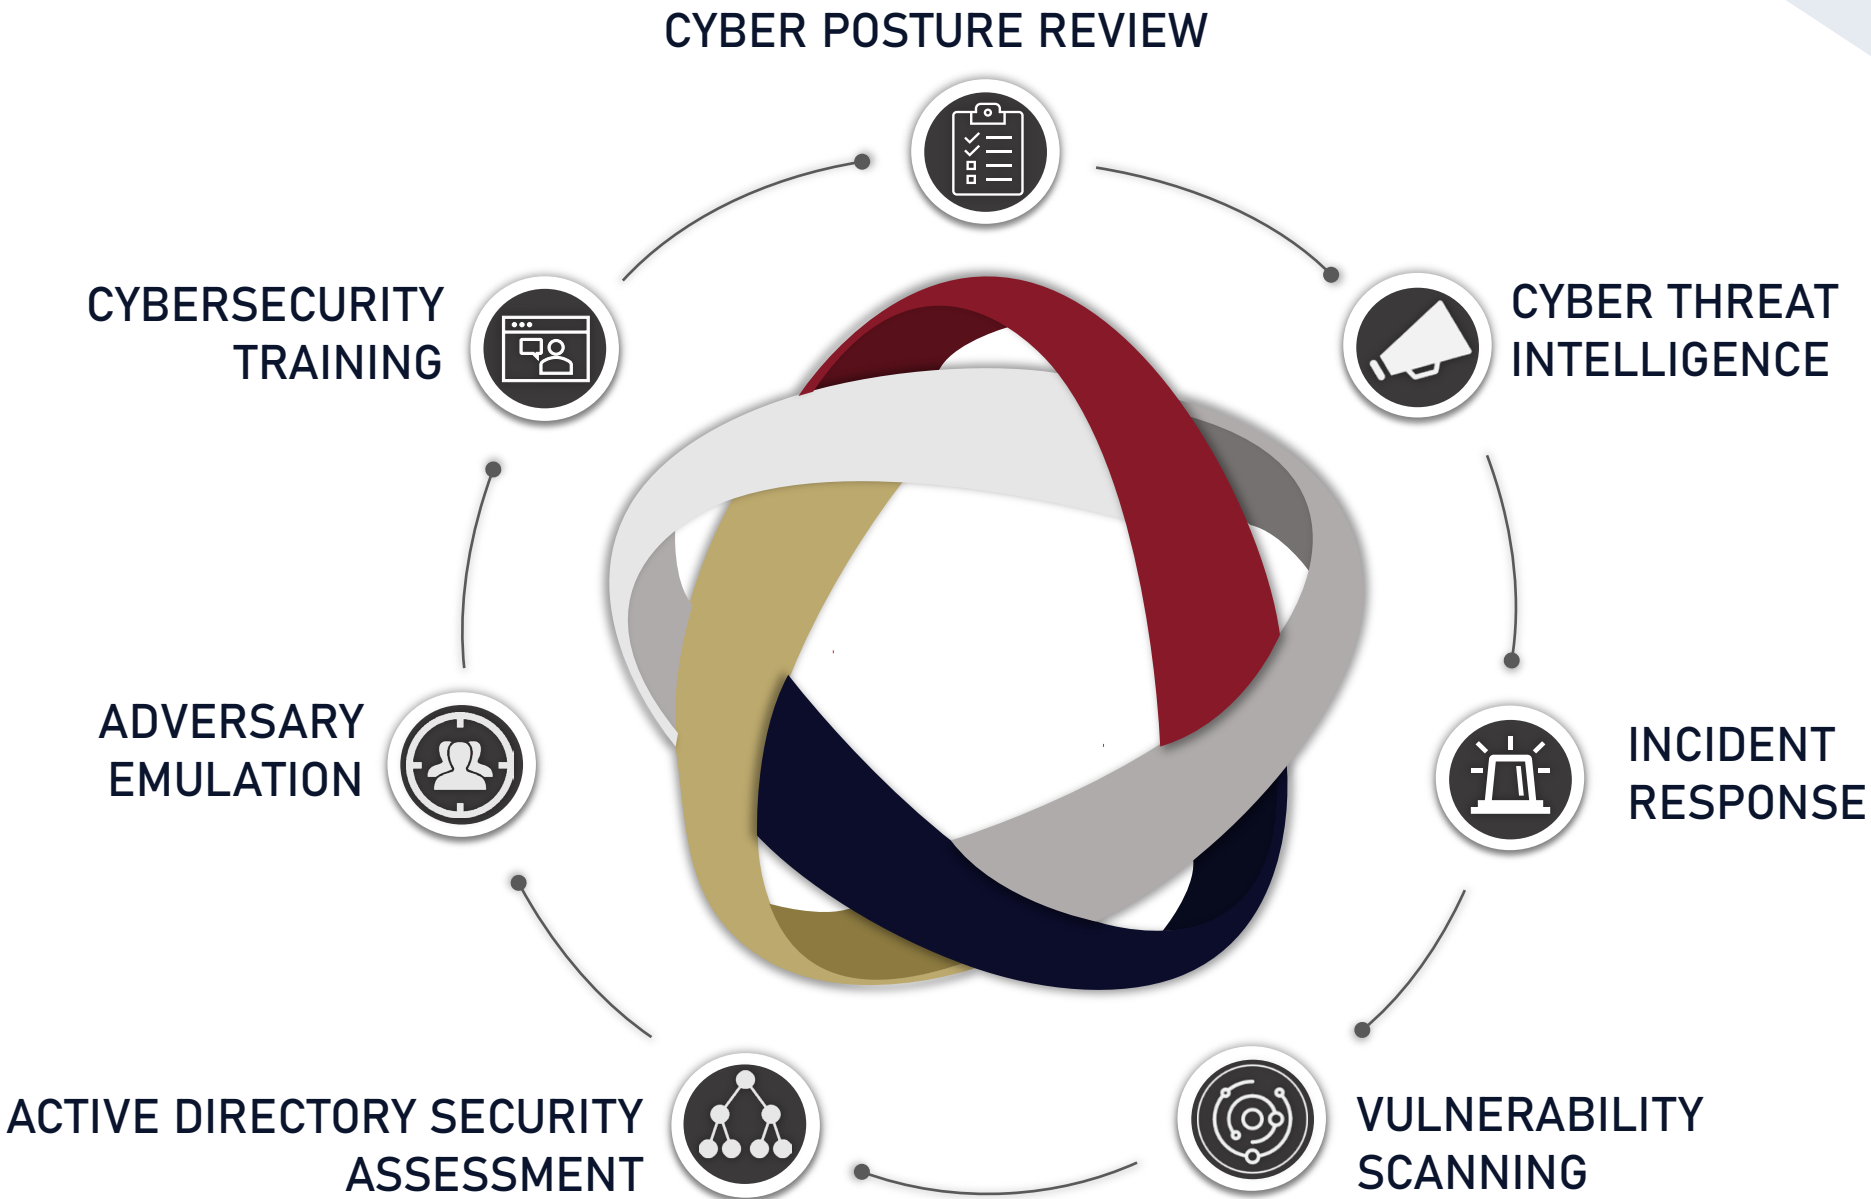 CYBER POSTURE REVIEW
CYBER THREAT
INTELLIGENCE
INCIDENT
RESPONSE
VULNERABILITY
SCANNING
ACTIVE DIRECTORY SECURITY
ASSESSMENT
ADVERSARY
EMULATION
CYBERSECURITY
TRAINING